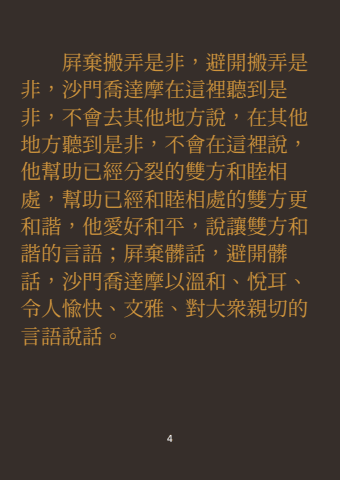 屏棄搬弄是非，避開搬弄是
非，沙門喬達摩在這裡聽到是
非，不會去其他地方說，在其他
地方聽到是非，不會在這裡說，
他幫助已經分裂的雙方和睦相
處，幫助已經和睦相處的雙方更
和諧，他愛好和平，說讓雙方和
諧的言語；屏棄髒話，避開髒
話，沙門喬達摩以溫和、悅耳、
令人愉快、文雅、對大衆親切的
言語說話。
4